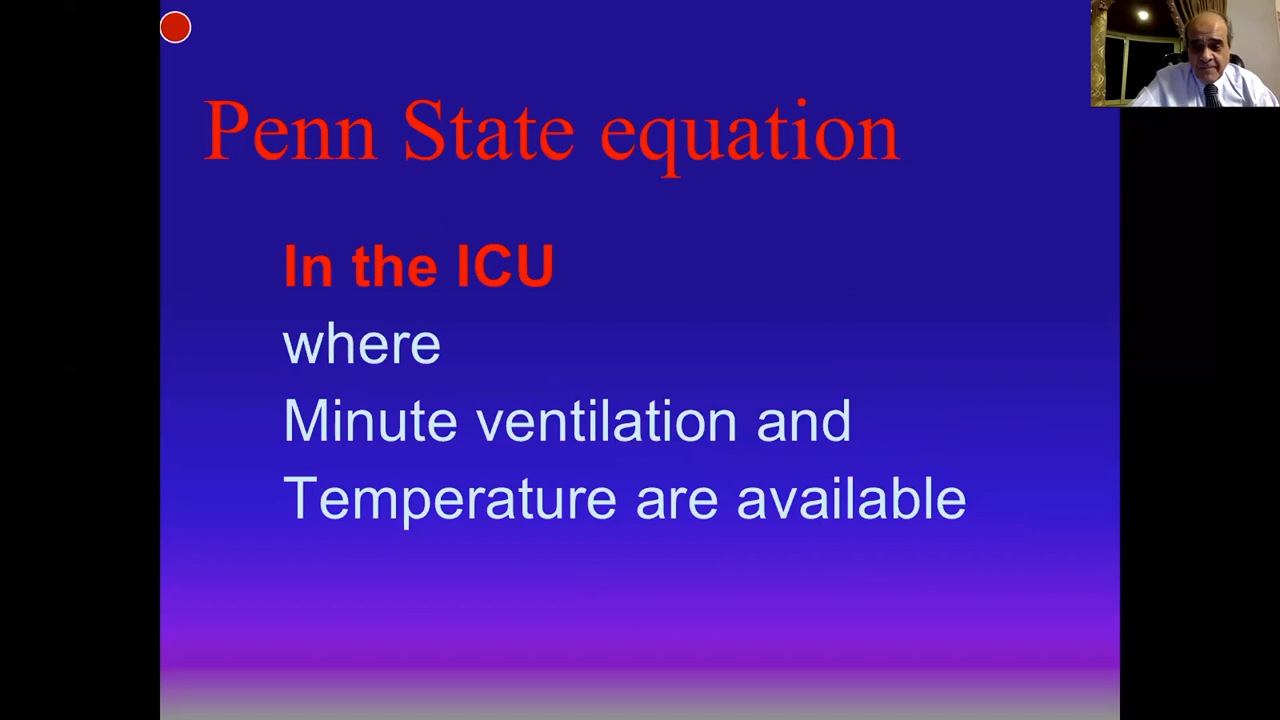 Penn State equation
In the ICU
where
Minute ventilation and
Temperature are available